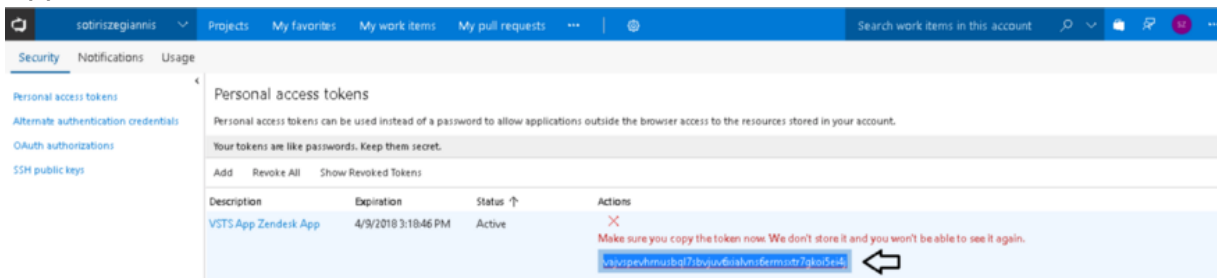 sotiriszegiannis Projects My favorites My work items My pull requests ... Search work items in this account SZ ...
Security Notifications Usage
Personal access tokens
Alternate authentication credentials
OAuth authorizations
SSH public keys
Personal access tokens
Personal access tokens can be used instead of a password to allow applications outside the browser access to the resources stored in your account.
Your tokens are like passwords. Keep them secret.
Add Revoke All Show Revoked Tokens
Description Expiration Status ↑ Actions
VSTS App Zendesk App 4/9/2018 3:18:46 PM Active
Make sure you copy the token now. We don't store it and you won't be able to see it again.